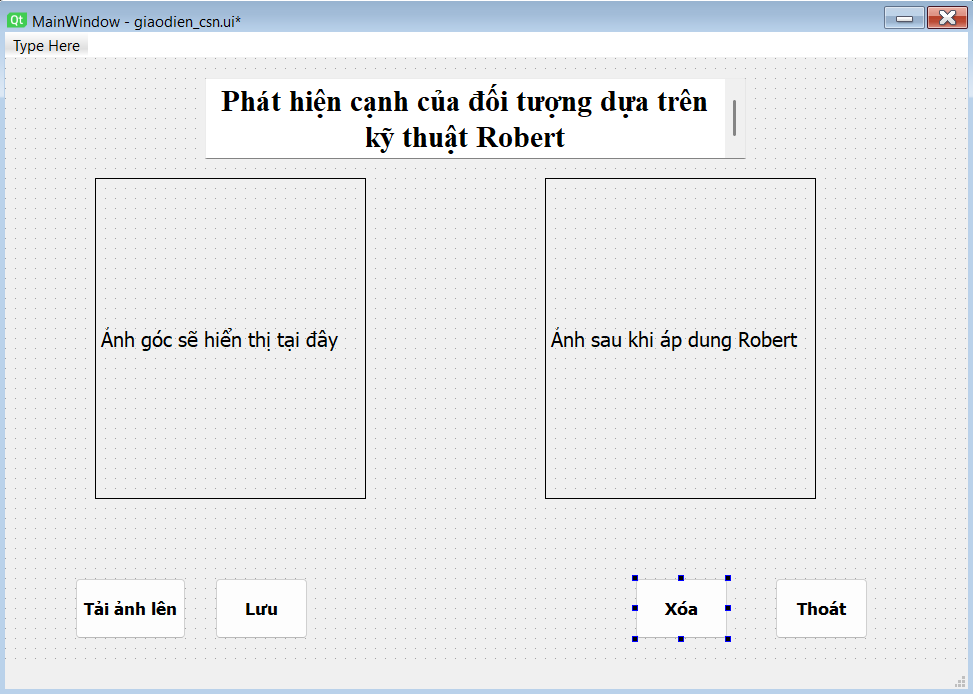 Qt MainWindow - giaodien_csn.ui*
Type Here
Phát hiện cạnh của đối tượng dựa trên
kỹ thuật Robert
Ảnh góc sẽ hiển thị tại đây
Ảnh sau khi áp dung Robert
Tải ảnh lên
Lưu
Xóa
Thoát